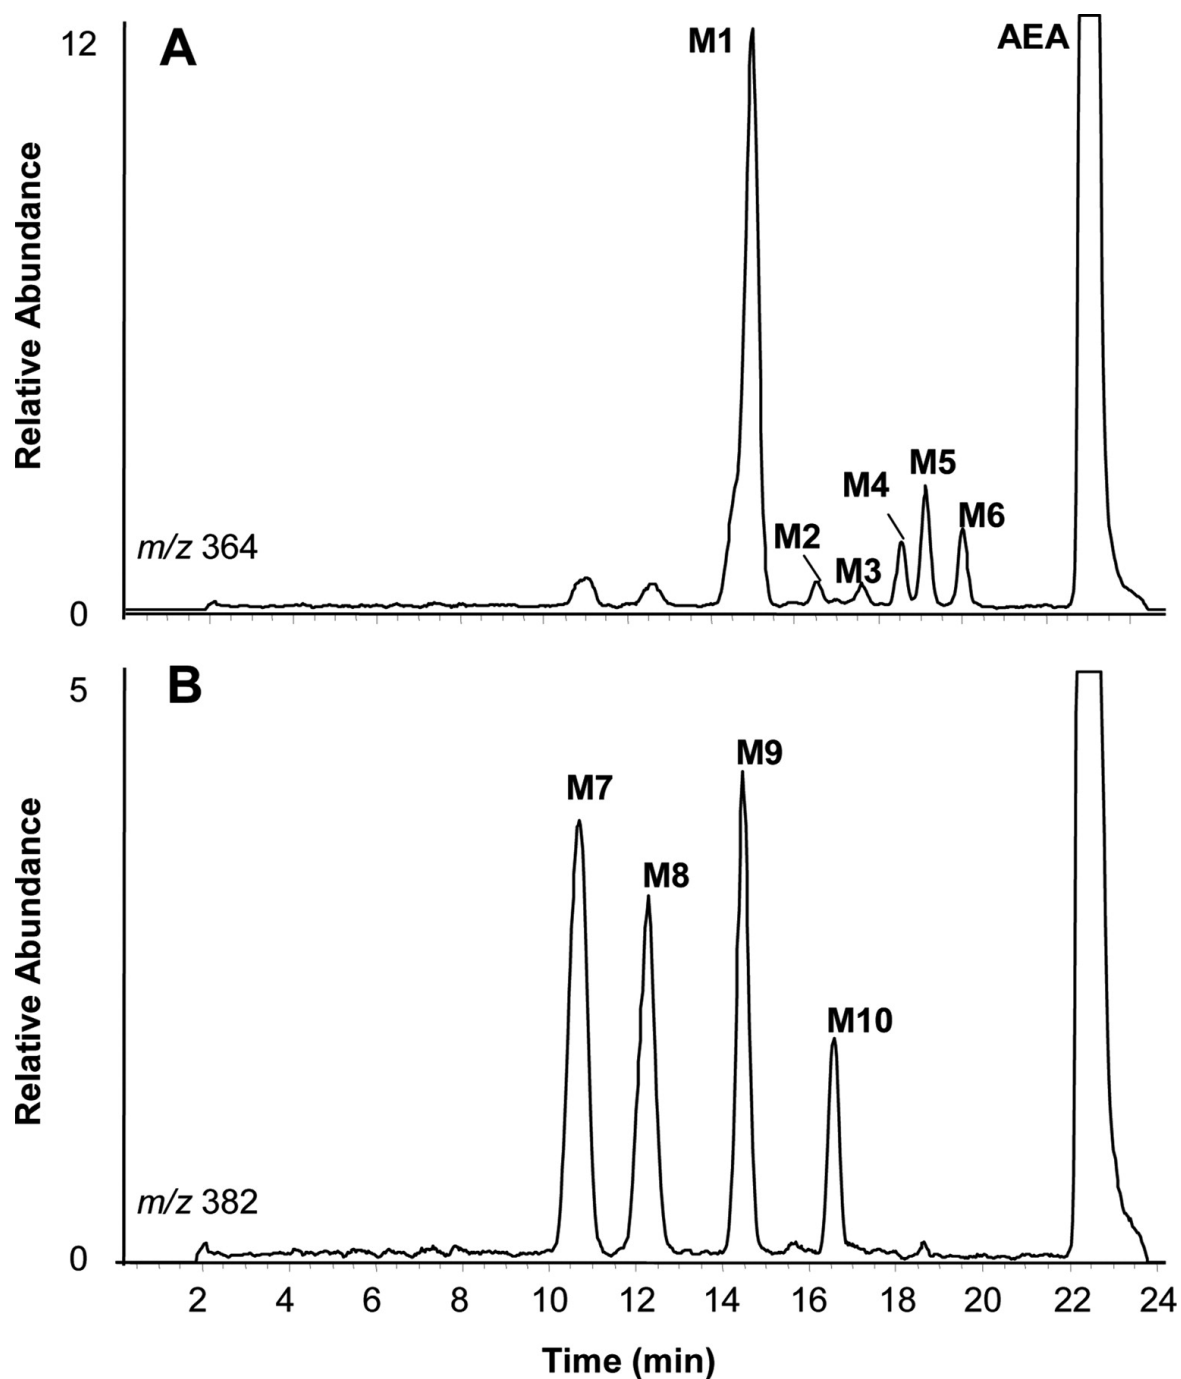 A
12
M1
AEA
Relative Abundance
M5
M4
M6
M2
M3
m/z 364
0
B
5
M9
M7
M8
Relative Abundance
M10
m/z 382
0
2 4 6 8 10 12 14 16 18 20 22 24
Time (min)